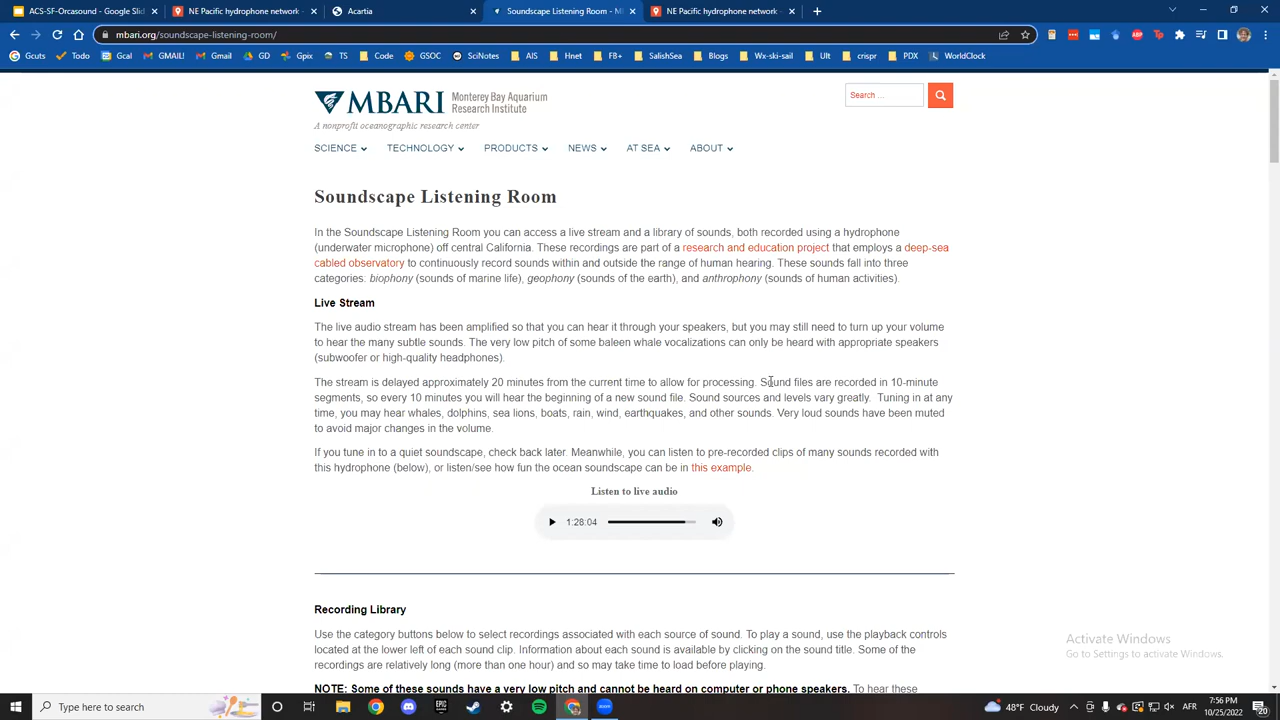 ACS-SF-Orcasound - Google Slid
NE Pacific hydrophone network -
Acartia
Soundscape Listening Room - MB
NE Pacific hydrophone network -
mbari.org/soundscape-listening-room/
Gcuts
Todo
Gcal
GMAIL!
Gmail
GD
Gpix
TS
Code
GSOC
SciNotes
AIS
Hnet
FB+
SalishSea
Blogs
Wx-ski-sail
Ult
crispr
PDX
WorldClock
MBARI
Monterey Bay Aquarium
Research Institute
A nonprofit oceanographic research center
Search ...
SCIENCE
TECHNOLOGY
PRODUCTS
NEWS
AT SEA
ABOUT
Soundscape Listening Room
In the Soundscape Listening Room you can access a live stream and a library of sounds, both recorded using a hydrophone
(underwater microphone) off central California. These recordings are part of a research and education project that employs a deep-sea
cabled observatory to continuously record sounds within and outside the range of human hearing. These sounds fall into three
categories: biophony (sounds of marine life), geophony (sounds of the earth), and anthrophony (sounds of human activities).
Live Stream
The live audio stream has been amplified so that you can hear it through your speakers, but you may still need to turn up your volume
to hear the many subtle sounds. The very low pitch of some baleen whale vocalizations can only be heard with appropriate speakers
(subwoofer or high-quality headphones).
The stream is delayed approximately 20 minutes from the current time to allow for processing. Sound files are recorded in 10-minute
segments, so every 10 minutes you will hear the beginning of a new sound file. Sound sources and levels vary greatly. Tuning in at any
time, you may hear whales, dolphins, sea lions, boats, rain, wind, earthquakes, and other sounds. Very loud sounds have been muted
to avoid major changes in the volume.
If you tune in to a quiet soundscape, check back later. Meanwhile, you can listen to pre-recorded clips of many sounds recorded with
this hydrophone (below), or listen/see how fun the ocean soundscape can be in this example.
Listen to live audio
1:28:04
Recording Library
Use the category buttons below to select recordings associated with each source of sound. To play a sound, use the playback controls
located at the lower left of each sound clip. Information about each sound is available by clicking on the sound title. Some of the
recordings are relatively long (more than one hour) and so may take time to load before playing.
NOTE: Some of these sounds have a very low pitch and cannot be heard on computer or phone speakers. To hear these
Activate Windows
Go to Settings to activate Windows.
Type here to search
48°F Cloudy
AFR
7:56 PM
10/25/2022
20